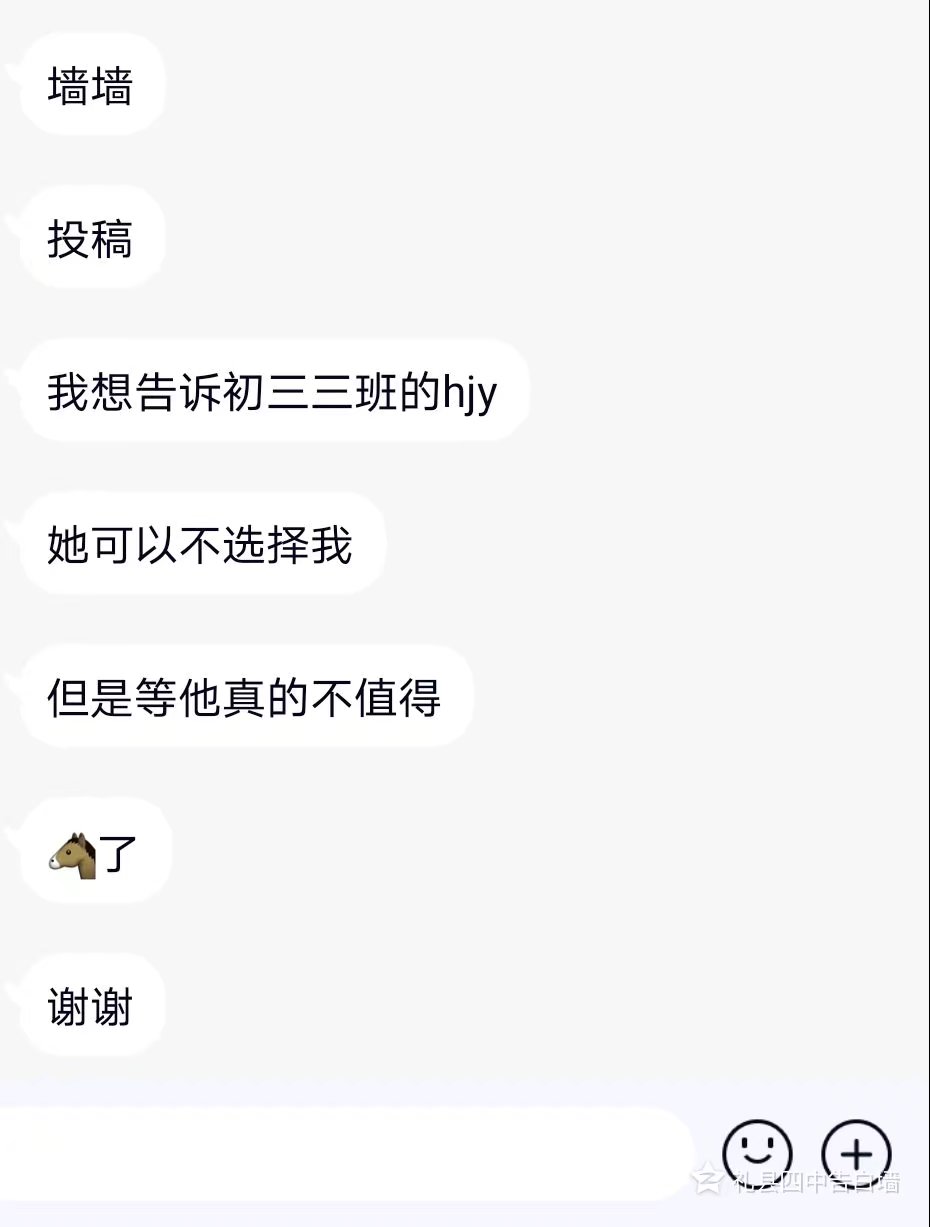 墙墙
投稿
我想告诉初三三班的hjy
她可以不选择我
但是等他真的不值得
🐴了
谢谢
礼县四中告白墙